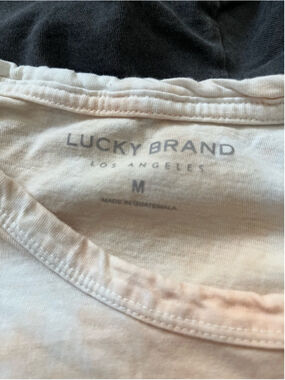 LUCKY BRAND
LOS ANGELES
M
MADE IN GUATEMALA